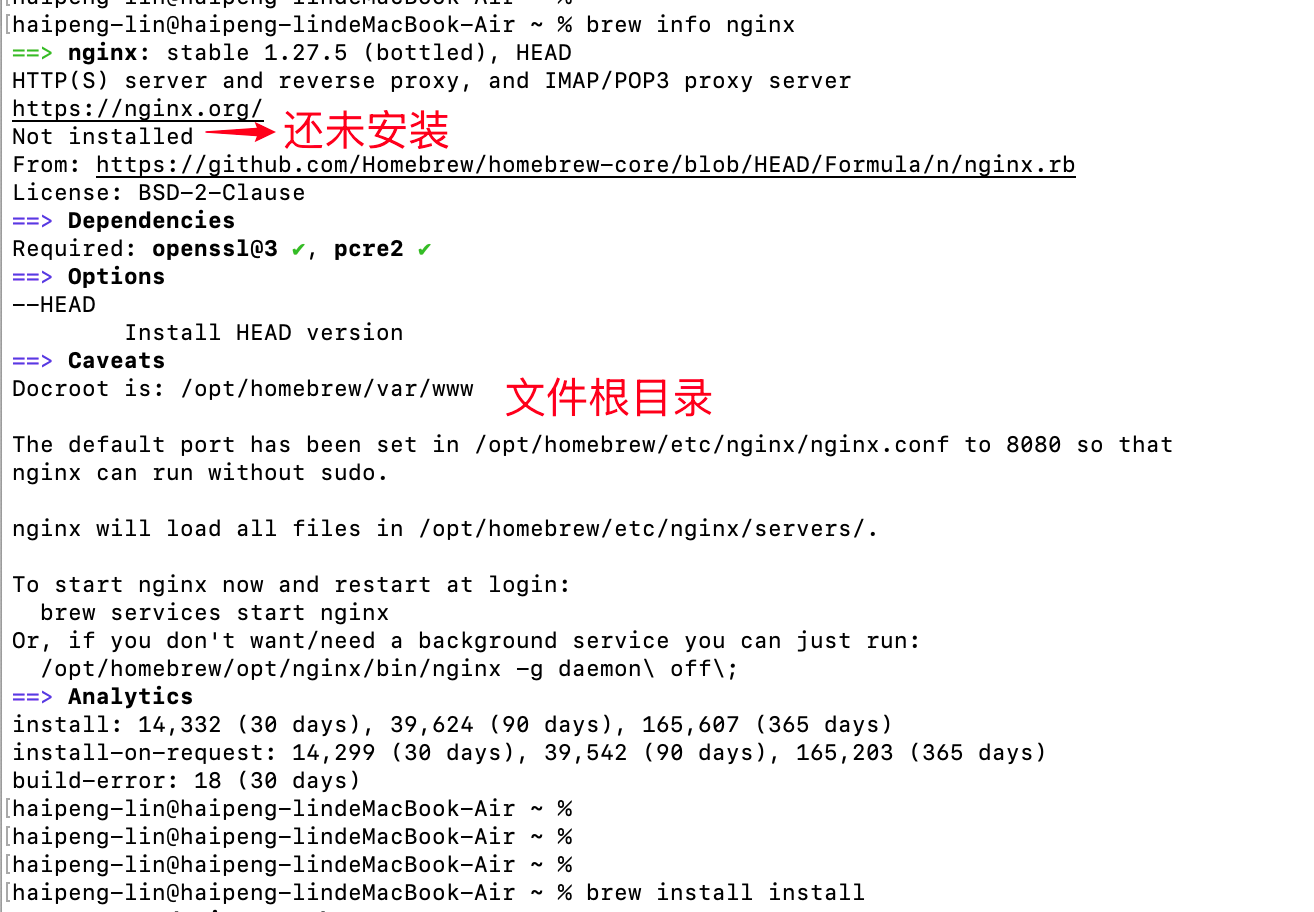 [haipeng-lin@haipeng-lindeMacBook-Air ~ % brew info nginx
==> nginx: stable 1.27.5 (bottled), HEAD
HTTP(S) server and reverse proxy, and IMAP/POP3 proxy server
https://nginx.org/
Not installed 还未安装
From: https://github.com/Homebrew/homebrew-core/blob/HEAD/Formula/n/nginx.rb
License: BSD-2-Clause
==> Dependencies
Required: openssl@3 ✔, pcre2 ✔
==> Options
--HEAD
Install HEAD version
==> Caveats
Docroot is: /opt/homebrew/var/www 文件根目录
The default port has been set in /opt/homebrew/etc/nginx/nginx.conf to 8080 so that
nginx can run without sudo.
nginx will load all files in /opt/homebrew/etc/nginx/servers/.
To start nginx now and restart at login:
brew services start nginx
Or, if you don't want/need a background service you can just run:
/opt/homebrew/opt/nginx/bin/nginx -g daemon\ off\;
==> Analytics
install: 14,332 (30 days), 39,624 (90 days), 165,607 (365 days)
install-on-request: 14,299 (30 days), 39,542 (90 days), 165,203 (365 days)
build-error: 18 (30 days)
[haipeng-lin@haipeng-lindeMacBook-Air ~ %
[haipeng-lin@haipeng-lindeMacBook-Air ~ %
[haipeng-lin@haipeng-lindeMacBook-Air ~ %
[haipeng-lin@haipeng-lindeMacBook-Air ~ % brew install install